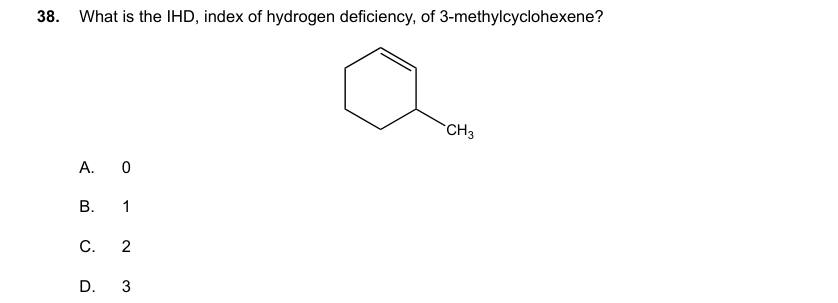 38. What is the IHD, index of hydrogen deficiency, of 3-methylcyclohexene?
CH3
A. 0
B. 1
C. 2
D. 3